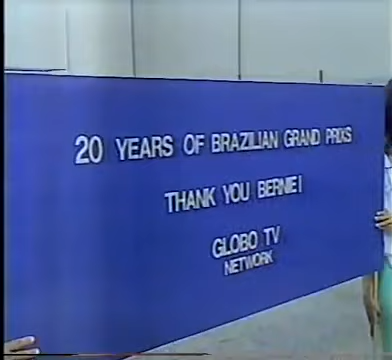 20 YEARS OF BRAZILIAN GRAND PRIXS
THANK YOU BERNIE!
GLOBO TV
NETWORK